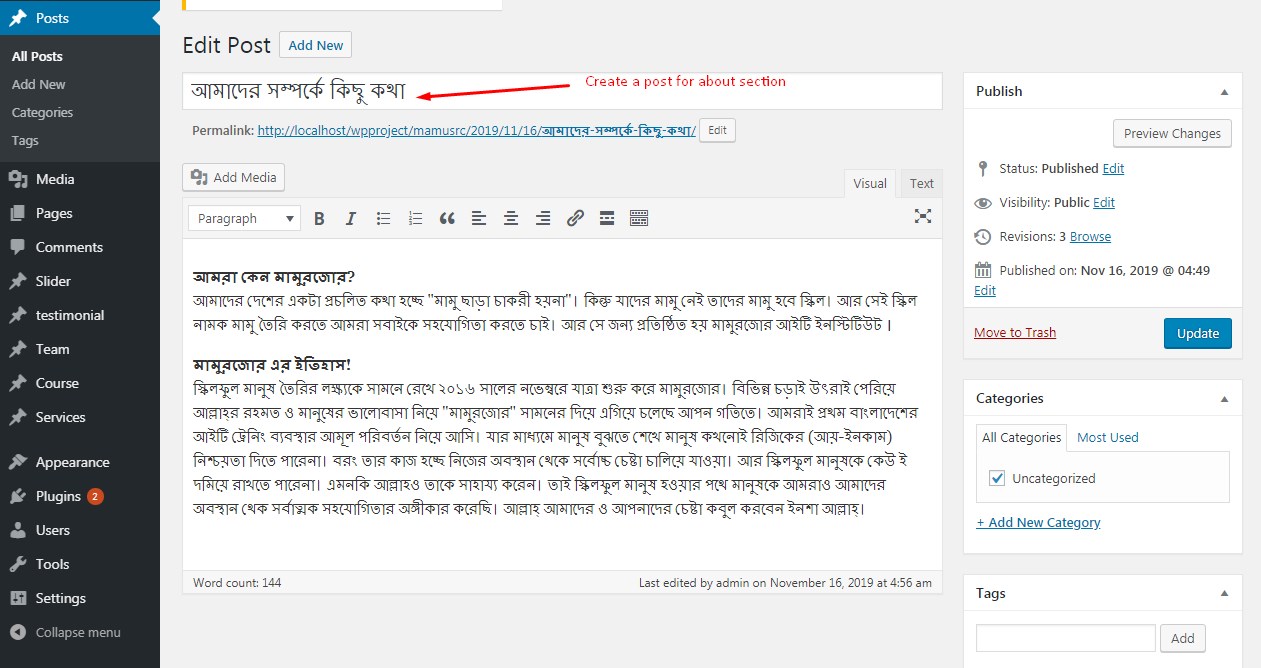 Posts
All Posts
Add New
Categories
Tags
Media
Pages
Comments
Slider
testimonial
Team
Course
Services
Appearance
Plugins 2
Users
Tools
Settings
Collapse menu
Edit Post Add New
আমাদের সম্পর্কে কিছু কথা
Create a post for about section
Permalink: http://localhost/wpproject/mamusrc/2019/11/16/আমাদের-সম্পর্কে-কিছু-কথা/ Edit
Add Media
Visual Text
Paragraph
আমরা কেন মামুরজোর?
আমাদের দেশের একটা প্রচলিত কথা হচ্ছে "মামু ছাড়া চাকরী হয়না"। কিন্তু যাদের মামু নেই তাদের মামু হবে স্কিল। আর সেই স্কিল
নামক মামু তৈরি করতে আমরা সবাইকে সহযোগিতা করতে চাই। আর সে জন্য প্রতিষ্ঠিত হয় মামুরজোর আইটি ইনস্টিটিউট ।
মামুরজোর এর ইতিহাস!
স্কিলফুল মানুষ তৈরির লক্ষ্যকে সামনে রেখে ২০১৬ সালের নভেম্বরে যাত্রা শুরু করে মামুরজোর। বিভিন্ন চড়াই উৎরাই পেরিয়ে
আল্লাহর রহমত ও মানুষের ভালোবাসা নিয়ে "মামুরজোর" সামনের দিয়ে এগিয়ে চলেছে আপন গতিতে। আমরাই প্রথম বাংলাদেশের
আইটি ট্রেনিং ব্যবস্থার আমূল পরিবর্তন নিয়ে আসি। যার মাধ্যমে মানুষ বুঝতে শেখে মানুষ কখনোই রিজিকের (আয়-ইনকাম)
নিশ্চয়তা দিতে পারেনা। বরং তার কাজ হচ্ছে নিজের অবস্থান থেকে সর্বোচ্চ চেষ্টা চালিয়ে যাওয়া। আর স্কিলফুল মানুষকে কেউ ই
দমিয়ে রাখতে পারেনা। এমনকি আল্লাহও তাকে সাহায্য করেন। তাই স্কিলফুল মানুষ হওয়ার পথে মানুষকে আমরাও আমাদের
অবস্থান থেক সর্বাত্মক সহযোগিতার অঙ্গীকার করেছি। আল্লাহ্ আমাদের ও আপনাদের চেষ্টা কবুল করবেন ইনশা আল্লাহ্।
Word count: 144
Last edited by admin on November 16, 2019 at 4:56 am
Publish
Preview Changes
Status: Published Edit
Visibility: Public Edit
Revisions: 3 Browse
Published on: Nov 16, 2019 @ 04:49
Edit
Move to Trash Update
Categories
All Categories Most Used
Uncategorized
+ Add New Category
Tags
Add